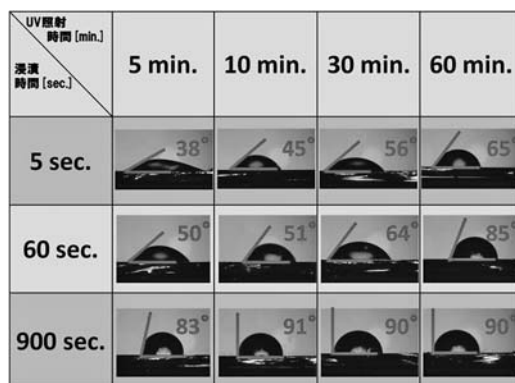 UV照射
時間[min.]
浸漬
時間[sec.]
5 min.
10 min.
30 min.
60 min.
5 sec.
38°
45°
56°
65°
60 sec.
50°
51°
64°
85°
900 sec.
83°
91°
90°
90°